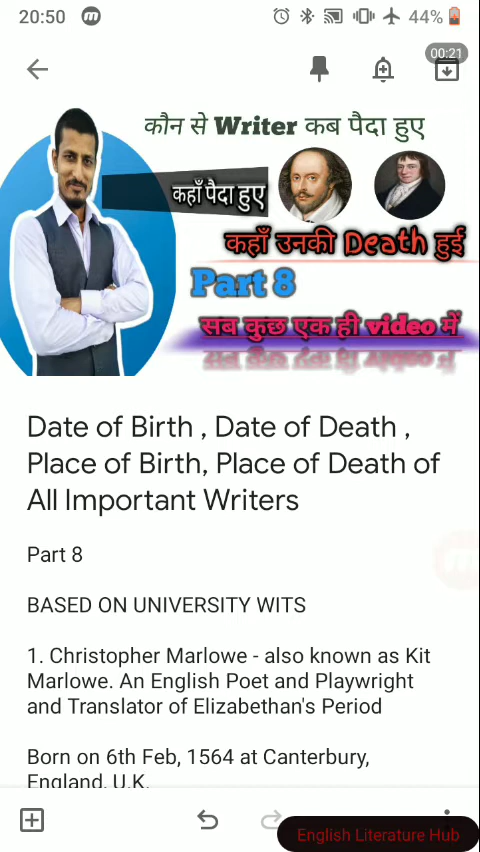 20:50
44%
00:21
कौन से Writer कब पैदा हुए
कहाँ पैदा हुए
कहाँ उनकी Death हुई
Part 8
सब कुछ एक ही video में
Date of Birth , Date of Death ,
Place of Birth, Place of Death of
All Important Writers
Part 8
BASED ON UNIVERSITY WITS
1. Christopher Marlowe - also known as Kit
Marlowe. An English Poet and Playwright
and Translator of Elizabethan's Period
Born on 6th Feb, 1564 at Canterbury,
England, U.K.
English Literature Hub